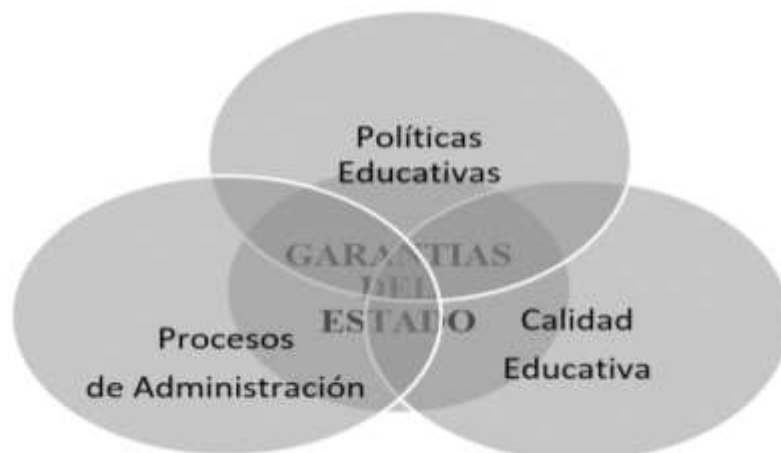 Políticas
Educativas
GARANTIAS
DEL
ESTADO
Procesos
de Administración
Calidad
Educativa